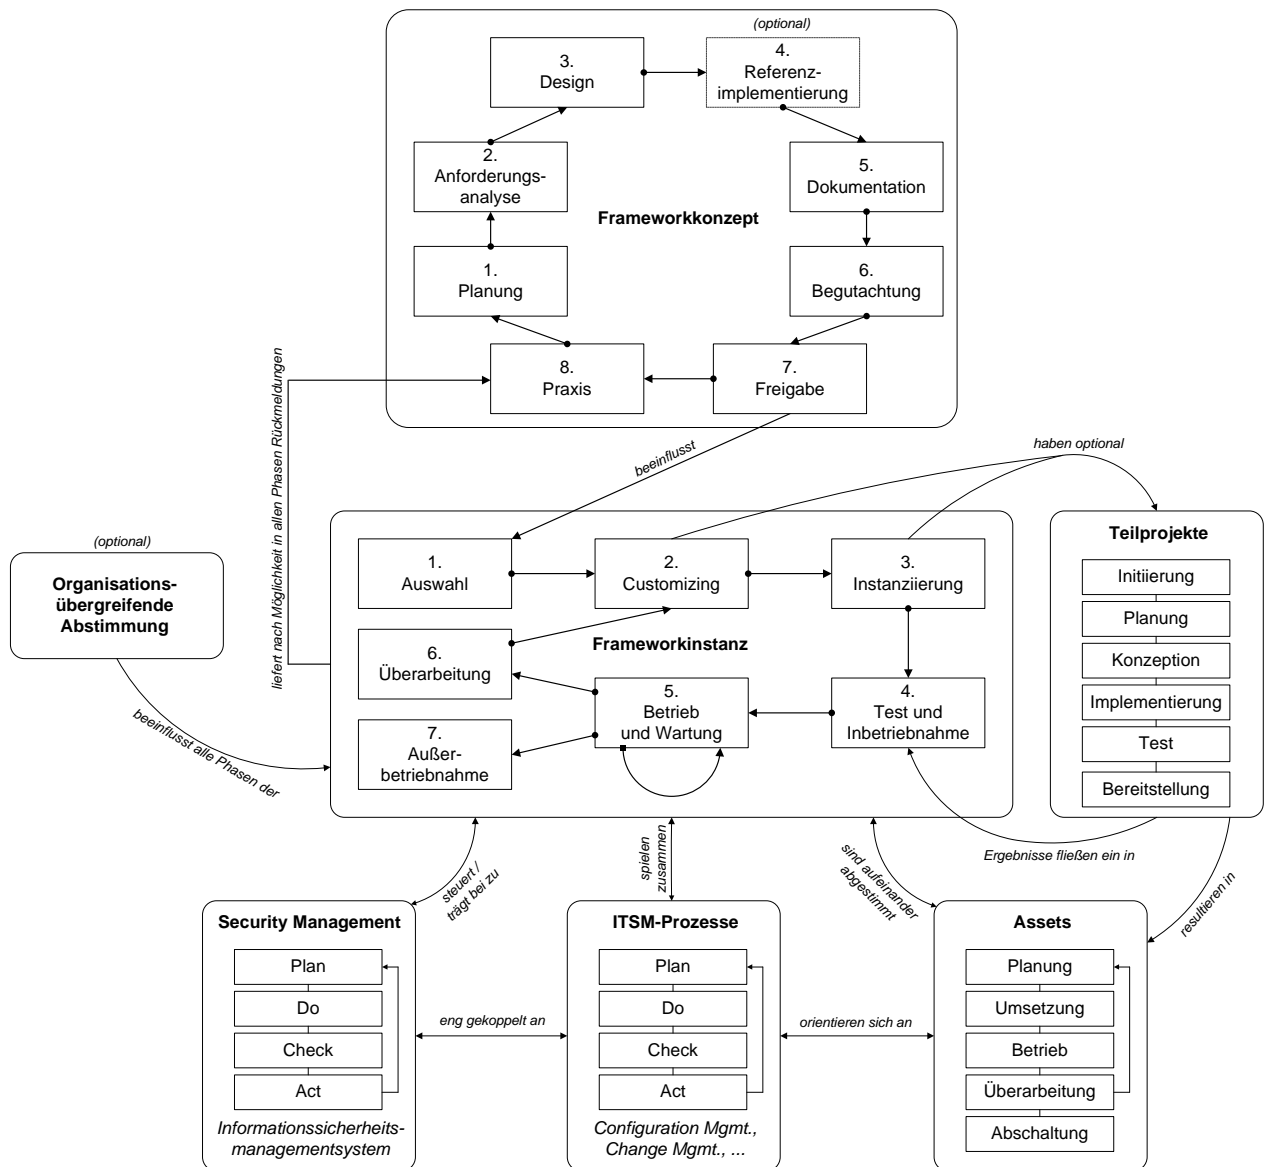 (optional)
3.
Design
4.
Referenz-
implementierung
2.
Anforderungs-
analyse
5.
Dokumentation
Frameworkkonzept
1.
Planung
6.
Begutachtung
8.
Praxis
7.
Freigabe
liefert nach Möglichkeit in allen Phasen Rückmeldungen
beeinflusst
haben optional
(optional)
Organisations-
übergreifende
Abstimmung
beeinflusst alle Phasen der
1.
Auswahl
2.
Customizing
3.
Instanziierung
Frameworkinstanz
6.
Überarbeitung
5.
Betrieb
und Wartung
4.
Test und
Inbetriebnahme
7.
Außer-
betriebnahme
Teilprojekte
Initiierung
Planung
Konzeption
Implementierung
Test
Bereitstellung
Ergebnisse fließen ein in
resultieren in
steuert /
trägt bei zu
spielen
zusammen
sind aufeinander
abgestimmt
Security Management
Plan
Do
Check
Act
Informationssicherheits-
managementsystem
eng gekoppelt an
ITSM-Prozesse
Plan
Do
Check
Act
Configuration Mgmt.,
Change Mgmt., ...
orientieren sich an
Assets
Planung
Umsetzung
Betrieb
Überarbeitung
Abschaltung